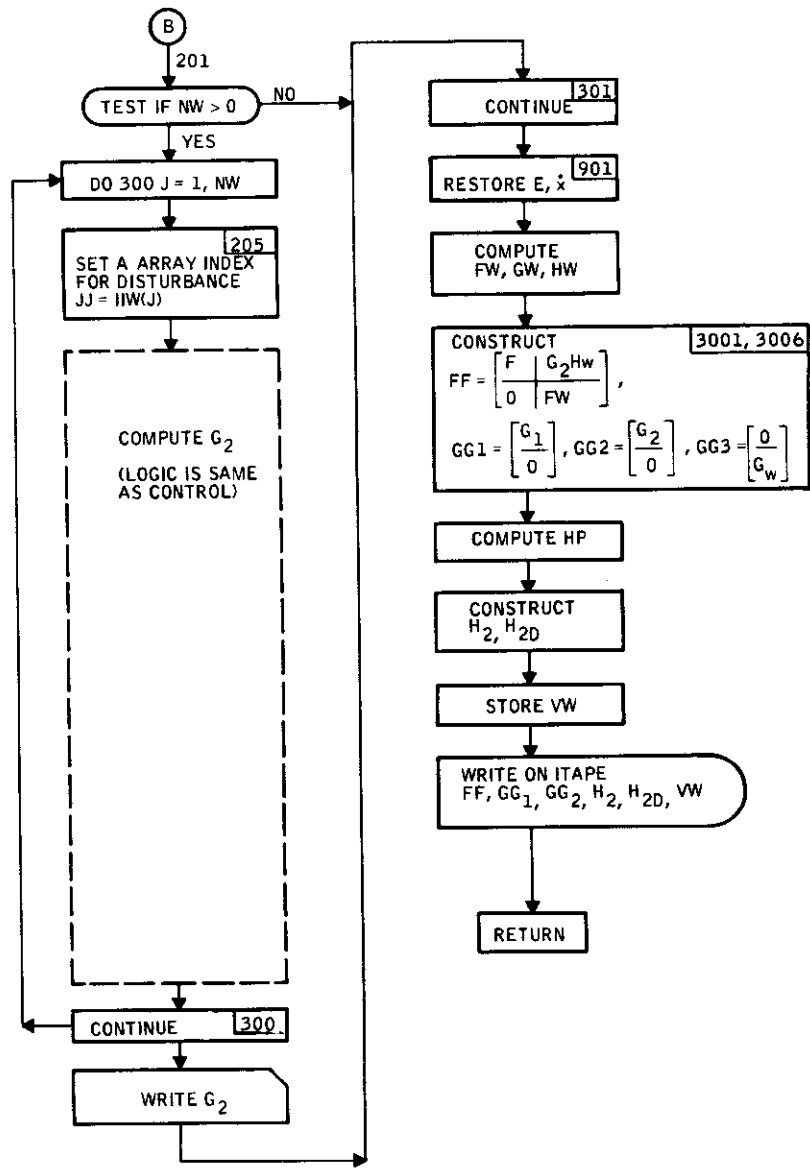 B
201
TEST IF NW > 0
NO
YES
DO 300 J = 1, NW
205
SET A ARRAY INDEX
FOR DISTURBANCE
JJ = IIW(J)
COMPUTE G2
(LOGIC IS SAME
AS CONTROL)
CONTINUE 300
WRITE G2
301
CONTINUE
901
RESTORE E, ẋ
COMPUTE
FW, GW, HW
CONSTRUCT 3001, 3006
FF = [F | G2Hw
0 | FW] ,
GG1 = [G1
0] , GG2 = [G2
0] , GG3 = [0
Gw]
COMPUTE HP
CONSTRUCT
H2, H2D
STORE VW
WRITE ON ITAPE
FF, GG1, GG2, H2, H2D, VW
RETURN